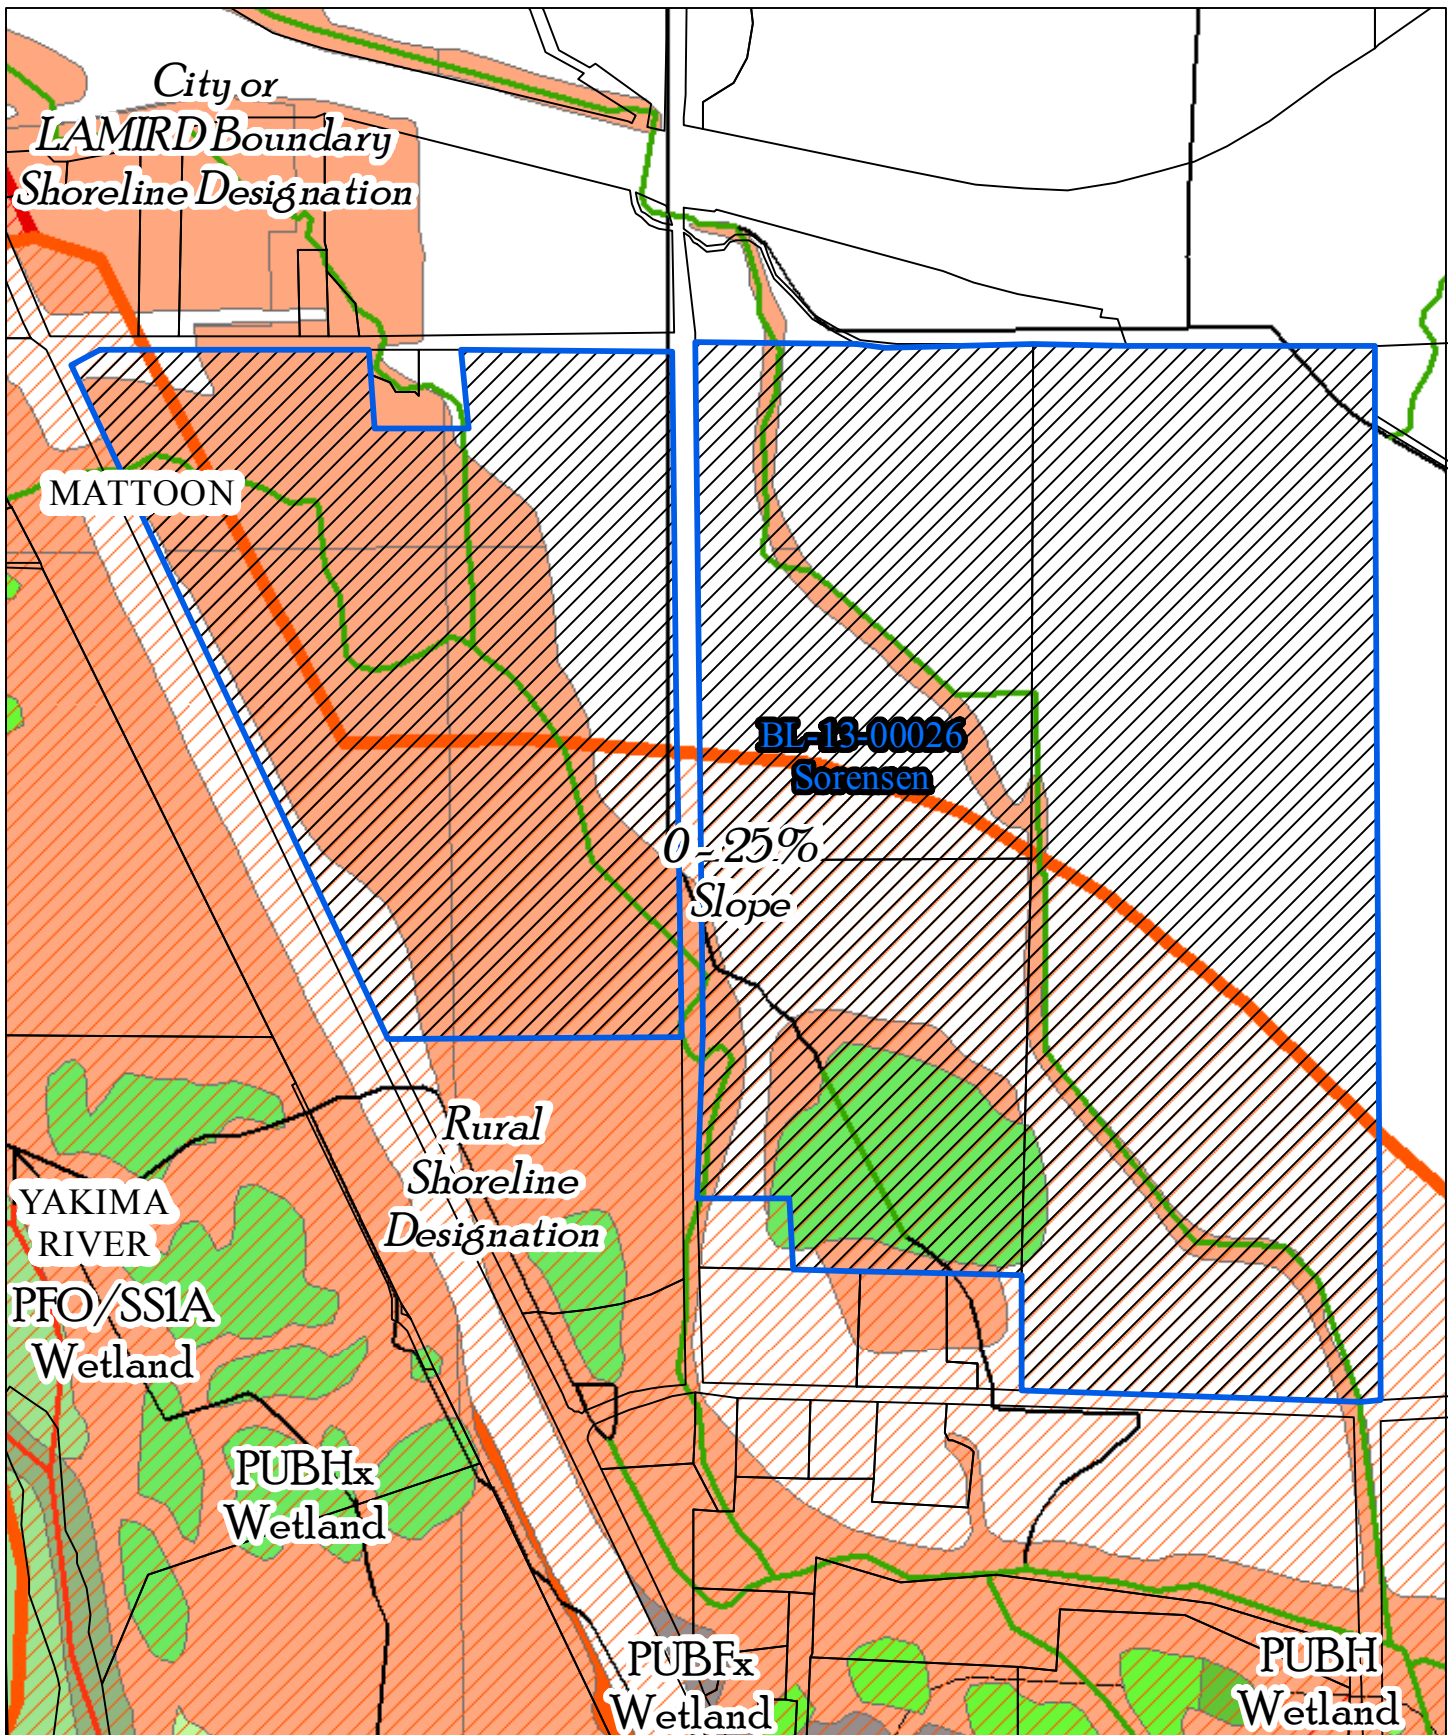 City or
LAMIRD Boundary
Shoreline Designation
MATTOON
BL-13-00026
Sorensen
0 - 25%
Slope
Rural
Shoreline
Designation
YAKIMA
RIVER
PFO/SS1A
Wetland
PUBHx
Wetland
PUBFx
Wetland
PUBH
Wetland